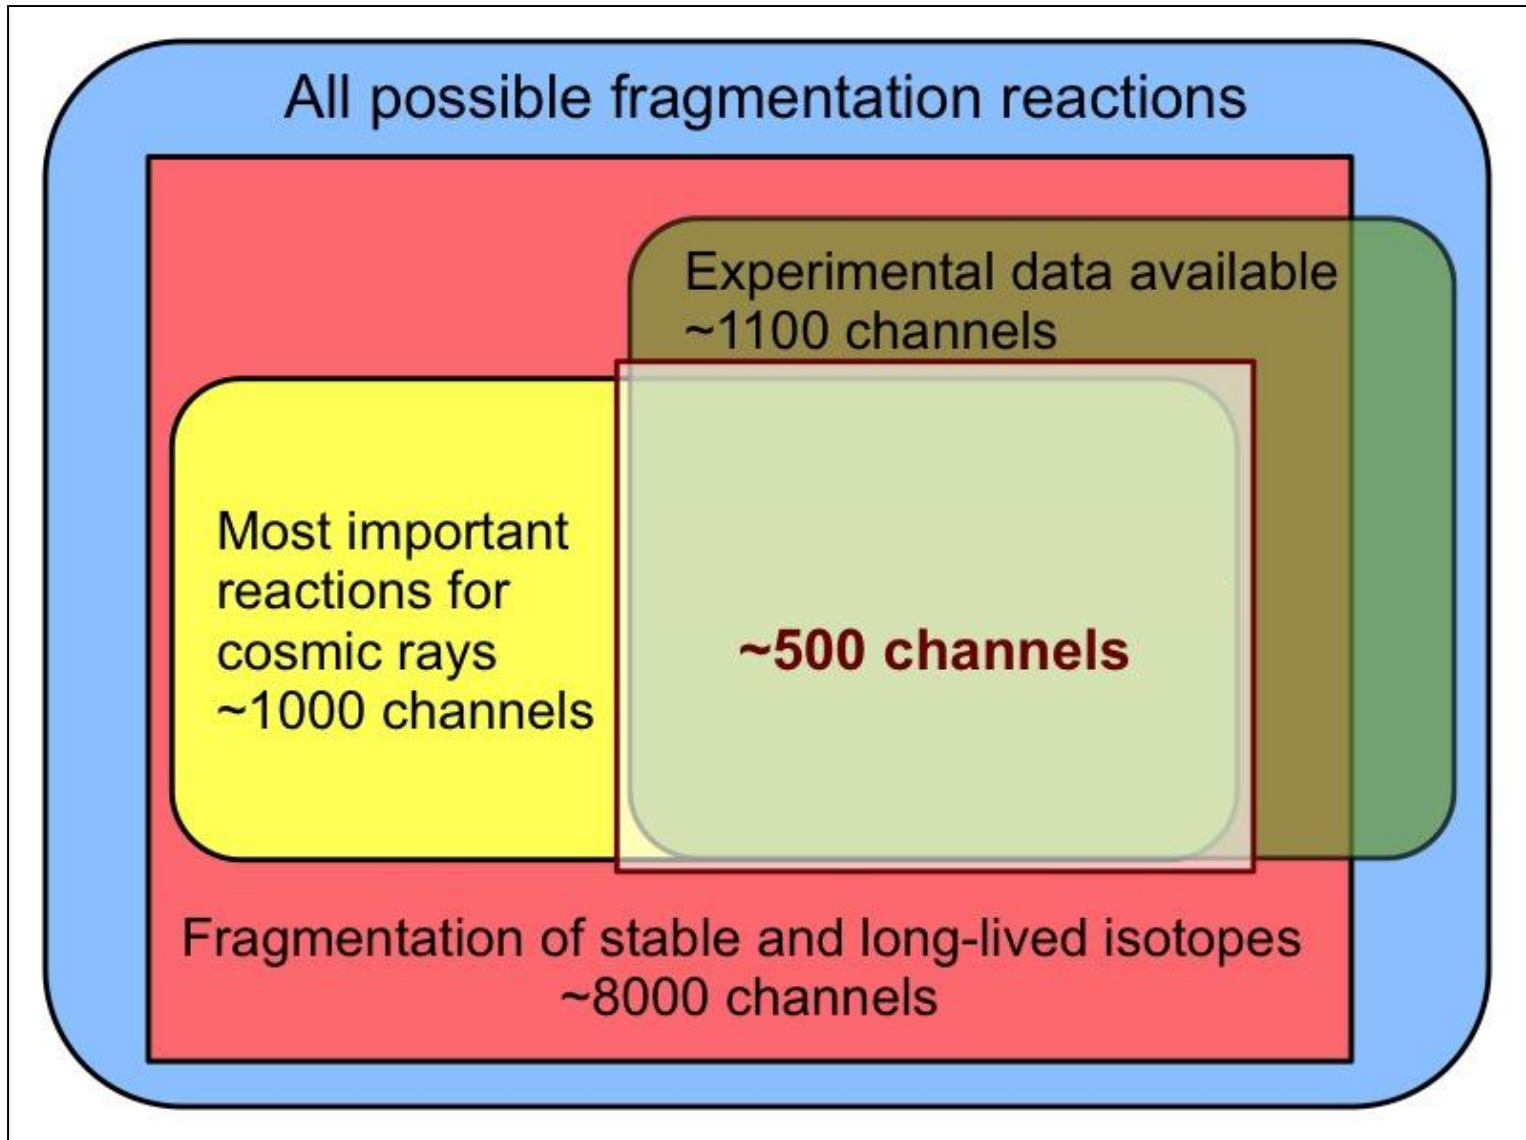 All possible fragmentation reactions
Experimental data available
~1100 channels
Most important
reactions for
cosmic rays
~1000 channels
~500 channels
Fragmentation of stable and long-lived isotopes
~8000 channels